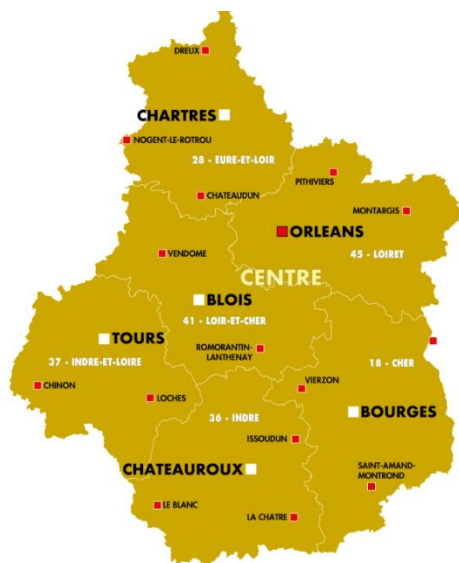 DREUX
CHARTRES
NOGENT-LE-ROTROU
28 - EURE-ET-LOIR
PITHIVIERS
CHATEAUDUN
MONTARGIS
ORLEANS
VENDOME
45 - LOIRET
CENTRE
BLOIS
41 - LOIR-ET-CHER
TOURS
ROMORANTIN-
LANTHENAY
37 - INDRE-ET-LOIRE
18 - CHER
CHINON
VIERZON
LOCHES
BOURGES
36 - INDRE
ISSOUDUN
CHATEAUROUX
SAINT-AMAND-
MONTROND
LE BLANC
LA CHATRE